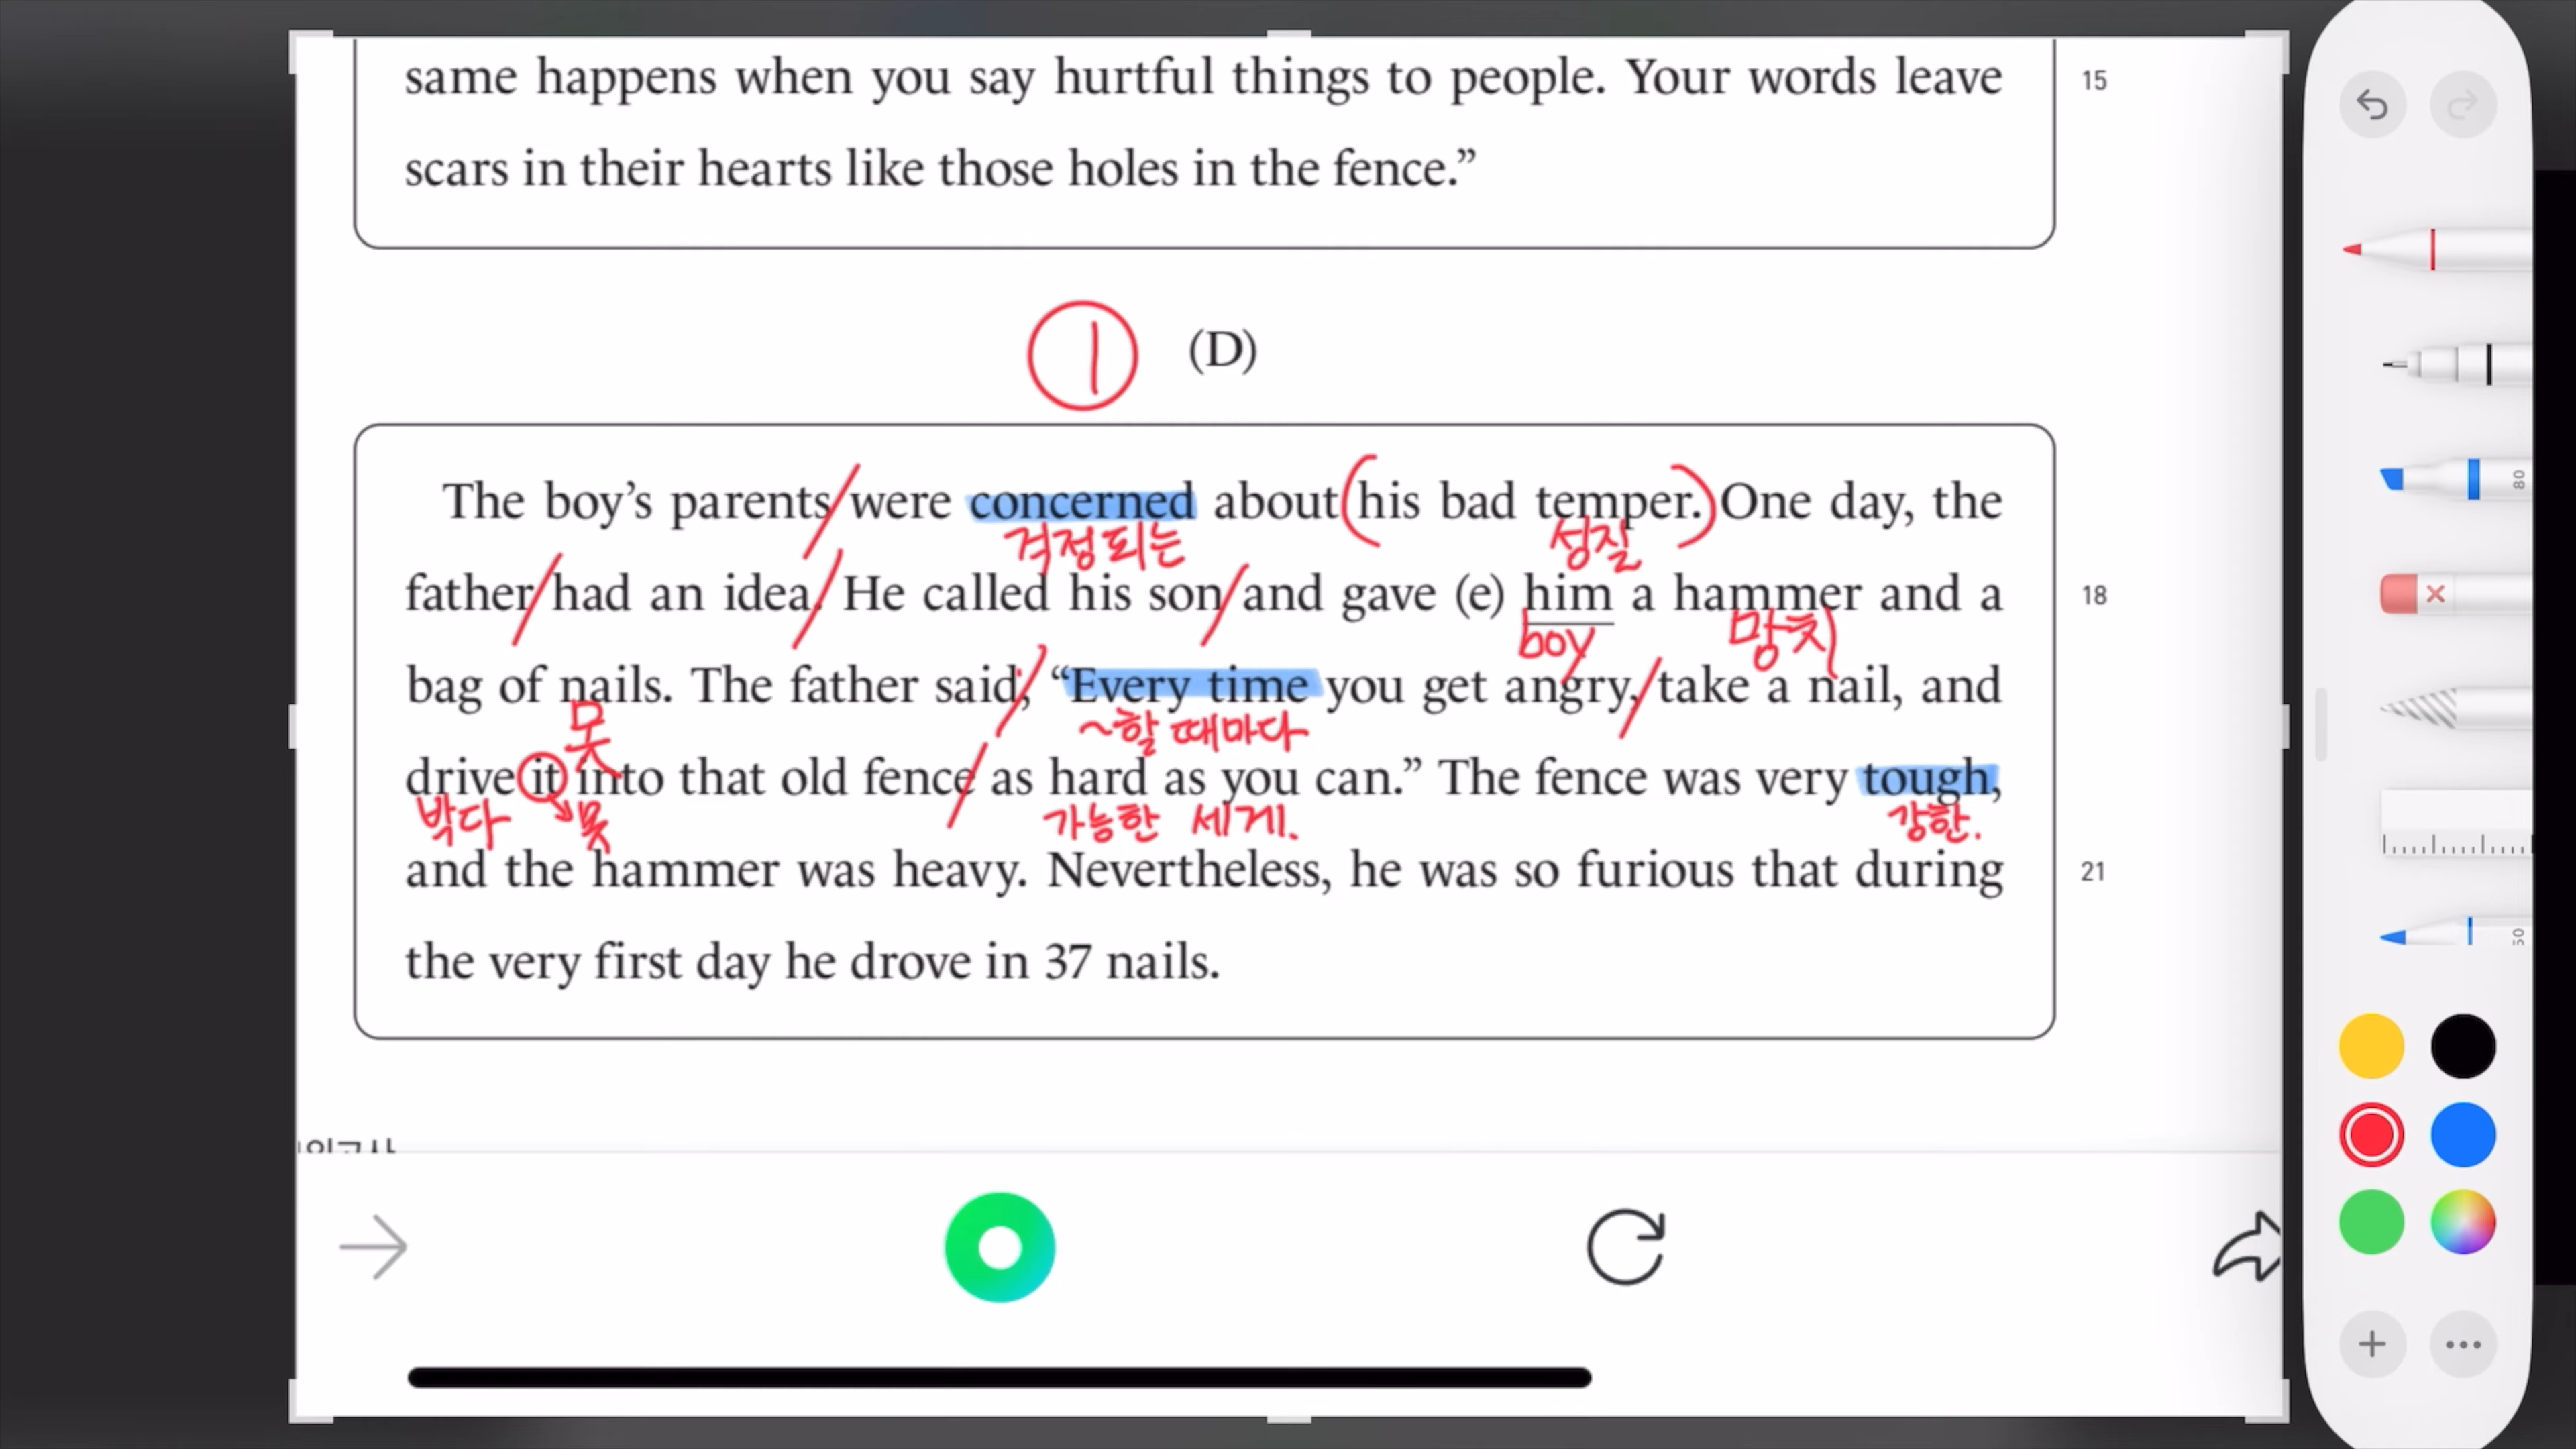 same happens when you say hurtful things to people. Your words leave 15
scars in their hearts like those holes in the fence.”
1 (D)
The boy’s parents / were concerned about (his bad temper.) One day, the
걱정되는 성질
father / had an idea. / He called his son / and gave (e) him a hammer and a 18
boy 망치
bag of nails. The father said, / “Every time you get angry, / take a nail, and
못 ~할 때마다
drive it into that old fence / as hard as you can.” The fence was very tough,
박다 못 가능한 세게. 강한.
and the hammer was heavy. Nevertheless, he was so furious that during 21
the very first day he drove in 37 nails.
80
50